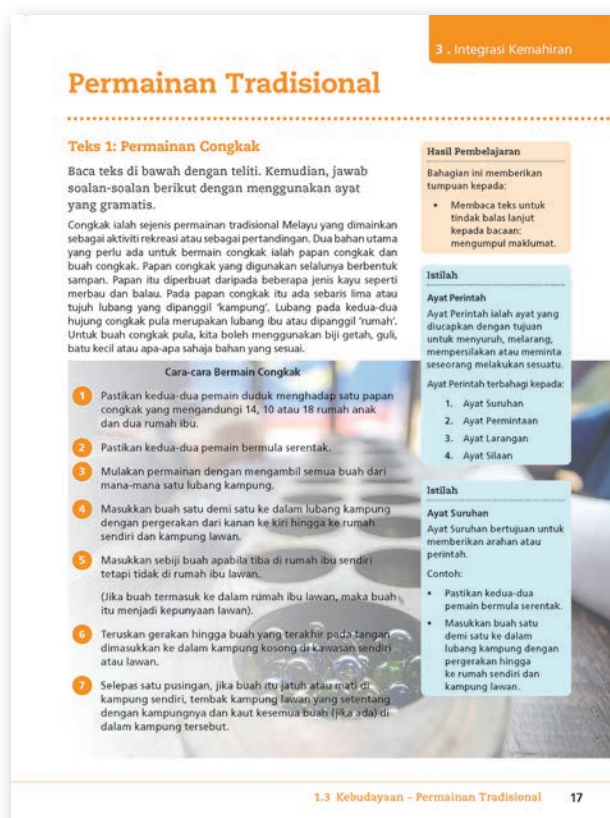 3 . Integrasi Kemahiran
Permainan Tradisional
Teks 1: Permainan Congkak
Baca teks di bawah dengan teliti. Kemudian, jawab
soalan-soalan berikut dengan menggunakan ayat
yang gramatis.
Congkak ialah sejenis permainan tradisional Melayu yang dimainkan
sebagai aktiviti rekreasi atau sebagai pertandingan. Dua bahan utama
yang perlu ada untuk bermain congkak ialah papan congkak dan
buah congkak. Papan congkak yang digunakan selalunya berbentuk
sampan. Papan itu diperbuat daripada beberapa jenis kayu seperti
merbau dan balau. Pada papan congkak itu ada sebaris lima atau
tujuh lubang yang dipanggil ‘kampung’. Lubang pada kedua-dua
hujung congkak pula merupakan lubang ibu atau dipanggil ‘rumah’.
Untuk buah congkak pula, kita boleh menggunakan biji getah, guli,
batu kecil atau apa-apa sahaja bahan yang sesuai.
Cara-cara Bermain Congkak
1 Pastikan kedua-dua pemain duduk menghadap satu papan
congkak yang mengandungi 14, 10 atau 18 rumah anak
dan dua rumah ibu.
2 Pastikan kedua-dua pemain bermula serentak.
3 Mulakan permainan dengan mengambil semua buah dari
mana-mana satu lubang kampung.
4 Masukkan buah satu demi satu ke dalam lubang kampung
dengan pergerakan dari kanan ke kiri hingga ke rumah
sendiri dan kampung lawan.
5 Masukkan sebiji buah apabila tiba di rumah ibu sendiri
tetapi tidak di rumah ibu lawan.
(Jika buah termasuk ke dalam rumah ibu lawan, maka buah
itu menjadi kepunyaan lawan).
6 Teruskan gerakan hingga buah yang terakhir pada tangan
dimasukkan ke dalam kampung kosong di kawasan sendiri
atau lawan.
7 Selepas satu pusingan, jika buah itu jatuh atau mati di
kampung sendiri, tembak kampung lawan yang setentang
dengan kampungnya dan kaut kesemua buah (jika ada) di
dalam kampung tersebut.
Hasil Pembelajaran
Bahagian ini memberikan
tumpuan kepada:
• Membaca teks untuk
tindak balas lanjut
kepada bacaan:
mengumpul maklumat.
Istilah
Ayat Perintah
Ayat Perintah ialah ayat yang
diucapkan dengan tujuan
untuk menyuruh, melarang,
mempersilakan atau meminta
seseorang melakukan sesuatu.
Ayat Perintah terbahagi kepada:
1. Ayat Suruhan
2. Ayat Permintaan
3. Ayat Larangan
4. Ayat Silaan
Istilah
Ayat Suruhan
Ayat Suruhan bertujuan untuk
memberikan arahan atau
perintah.
Contoh:
• Pastikan kedua-dua
pemain bermula serentak.
• Masukkan buah satu
demi satu ke dalam
lubang kampung dengan
pergerakan hingga
ke rumah sendiri dan
kampung lawan.
1.3 Kebudayaan – Permainan Tradisional 17